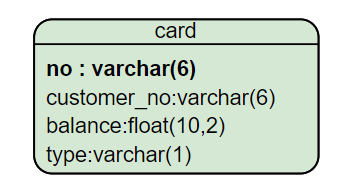 card
no : varchar(6)
customer_no:varchar(6)
balance:float(10,2)
type:varchar(1)